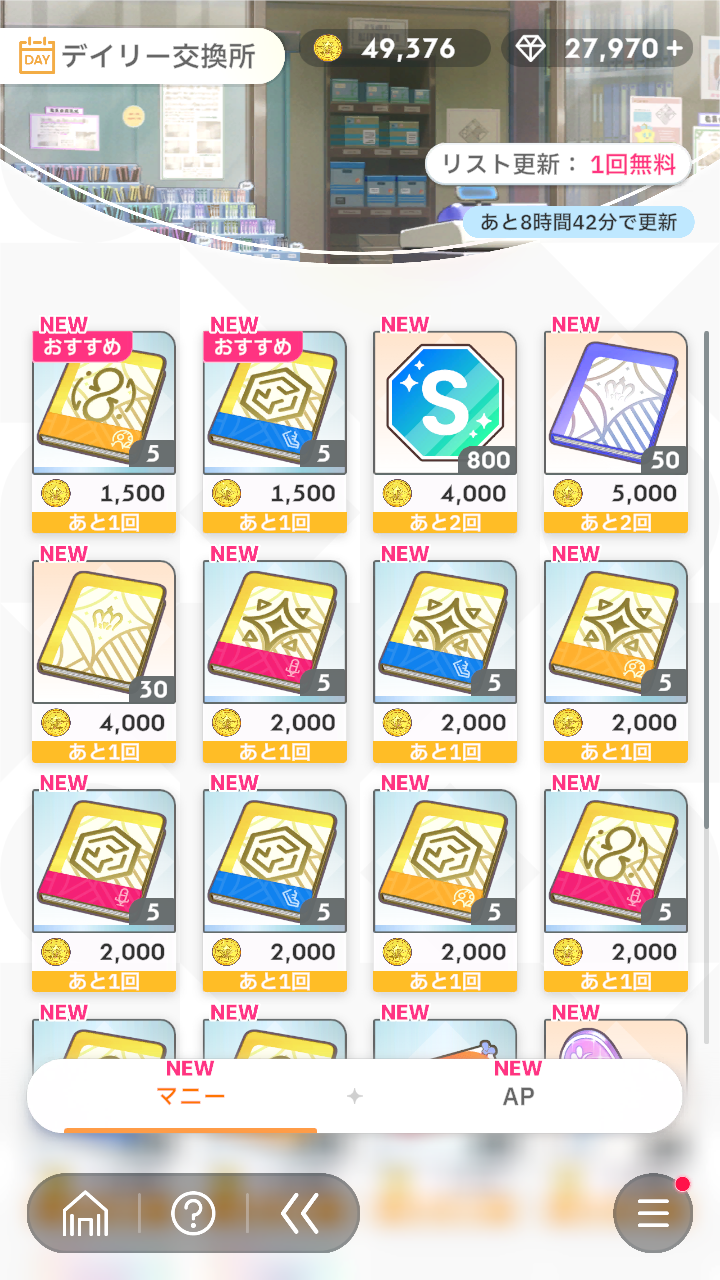 DAY デイリー交換所
49,376
27,970 +
リスト更新： 1回無料
あと8時間42分で更新
NEW NEW NEW NEW
おすすめ おすすめ
S
5 5 800 50
1,500 1,500 4,000 5,000
あと1回 あと1回 あと2回 あと2回
NEW NEW NEW NEW
30 5 5 5
4,000 2,000 2,000 2,000
あと1回 あと1回 あと1回 あと1回
NEW NEW NEW NEW
5 5 5 5
2,000 2,000 2,000 2,000
あと1回 あと1回 あと1回 あと1回
NEW NEW NEW NEW
NEW NEW
マニー AP
?